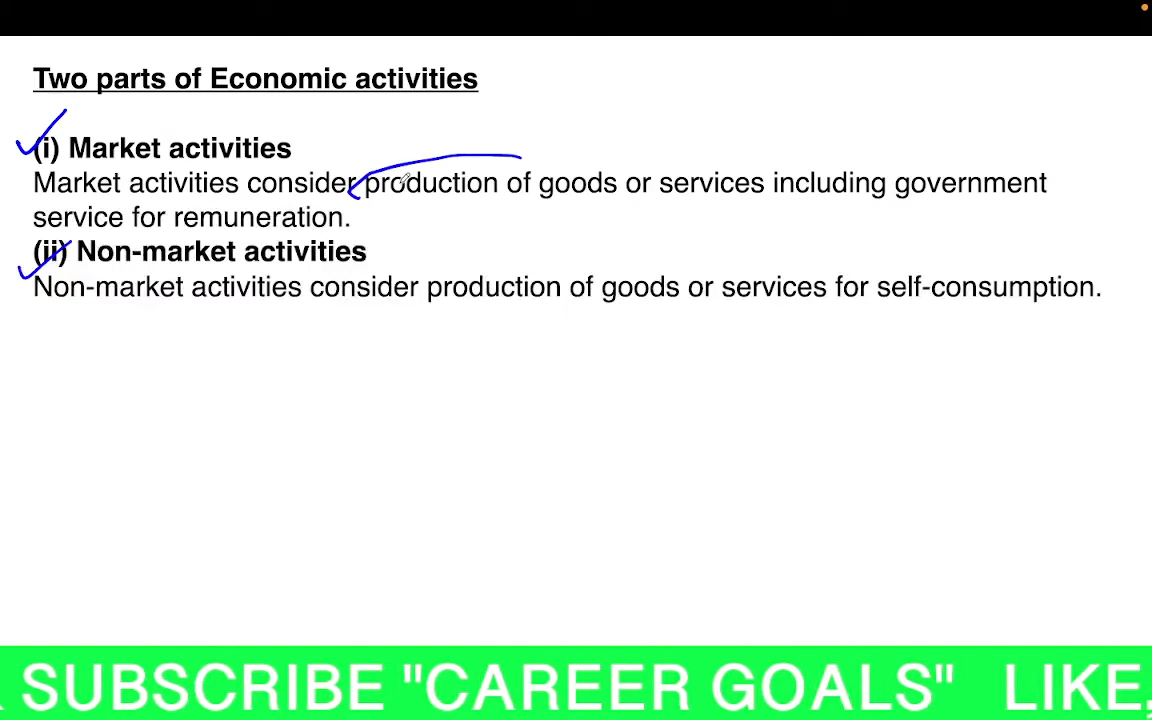 Two parts of Economic activities
(i) Market activities
Market activities consider production of goods or services including government
service for remuneration.
(ii) Non-market activities
Non-market activities consider production of goods or services for self-consumption.
SUBSCRIBE "CAREER GOALS" LIKE,